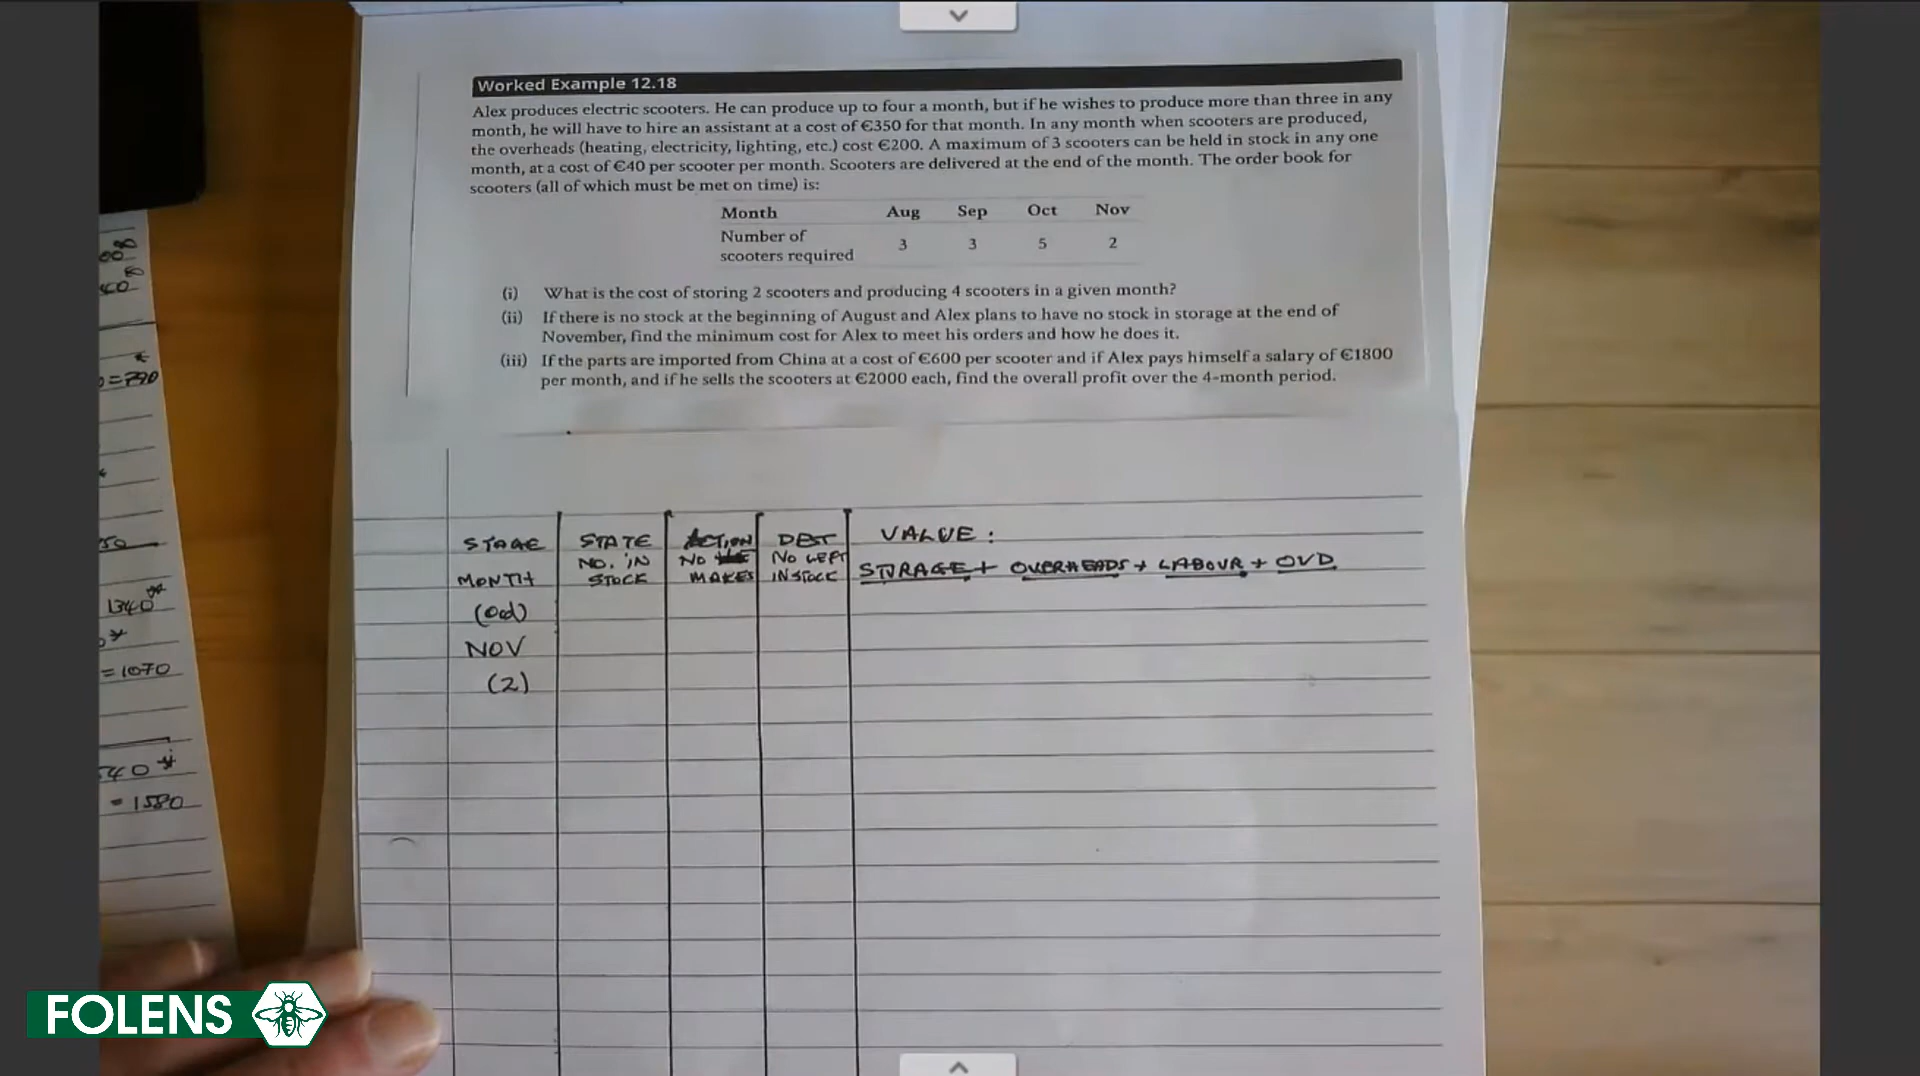 Worked Example 12.18
Alex produces electric scooters. He can produce up to four a month, but if he wishes to produce more than three in any
month, he will have to hire an assistant at a cost of €350 for that month. In any month when scooters are produced,
the overheads (heating, electricity, lighting, etc.) cost €200. A maximum of 3 scooters can be held in stock in any one
month, at a cost of €40 per scooter per month. Scooters are delivered at the end of the month. The order book for
scooters (all of which must be met on time) is:
Month Aug Sep Oct Nov
Number of
scooters required 3 3 5 2
(i) What is the cost of storing 2 scooters and producing 4 scooters in a given month?
(ii) If there is no stock at the beginning of August and Alex plans to have no stock in storage at the end of
November, find the minimum cost for Alex to meet his orders and how he does it.
(iii) If the parts are imported from China at a cost of €600 per scooter and if Alex pays himself a salary of €1800
per month, and if he sells the scooters at €2000 each, find the overall profit over the 4-month period.
STAGE STATE ACTION DEST VALUE:
NO. IN NO NO LEFT
MONTH STOCK MAKES IN STOCK STORAGE + OVERHEADS + LABOUR + OVD
(Od)
NOV
(2)
=790
1340*
=1070
=1580
FOLENS